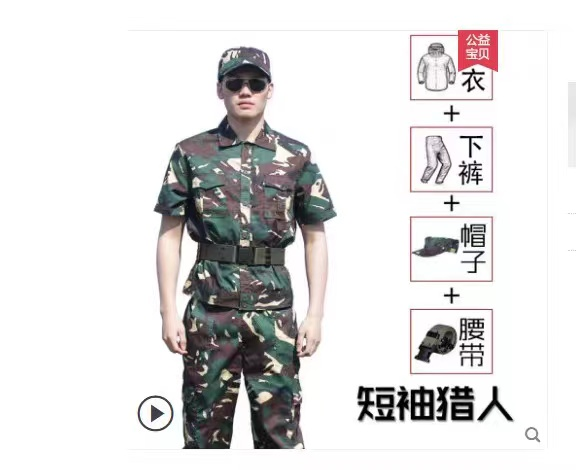 公益
宝贝
衣
+
下
裤
+
帽
子
+
腰
带
短袖猎人